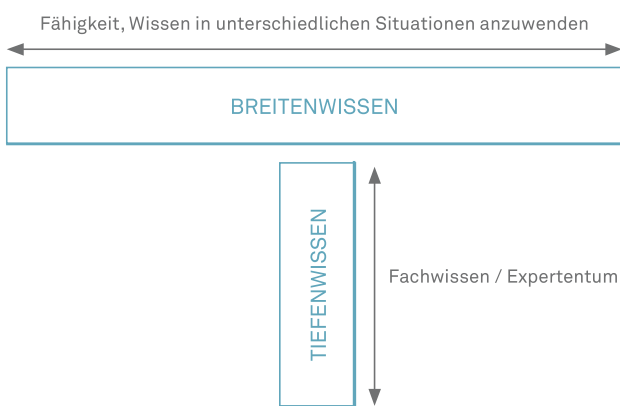 Fähigkeit, Wissen in unterschiedlichen Situationen anzuwenden
BREITENWISSEN
TIEFENWISSEN
Fachwissen / Expertentum